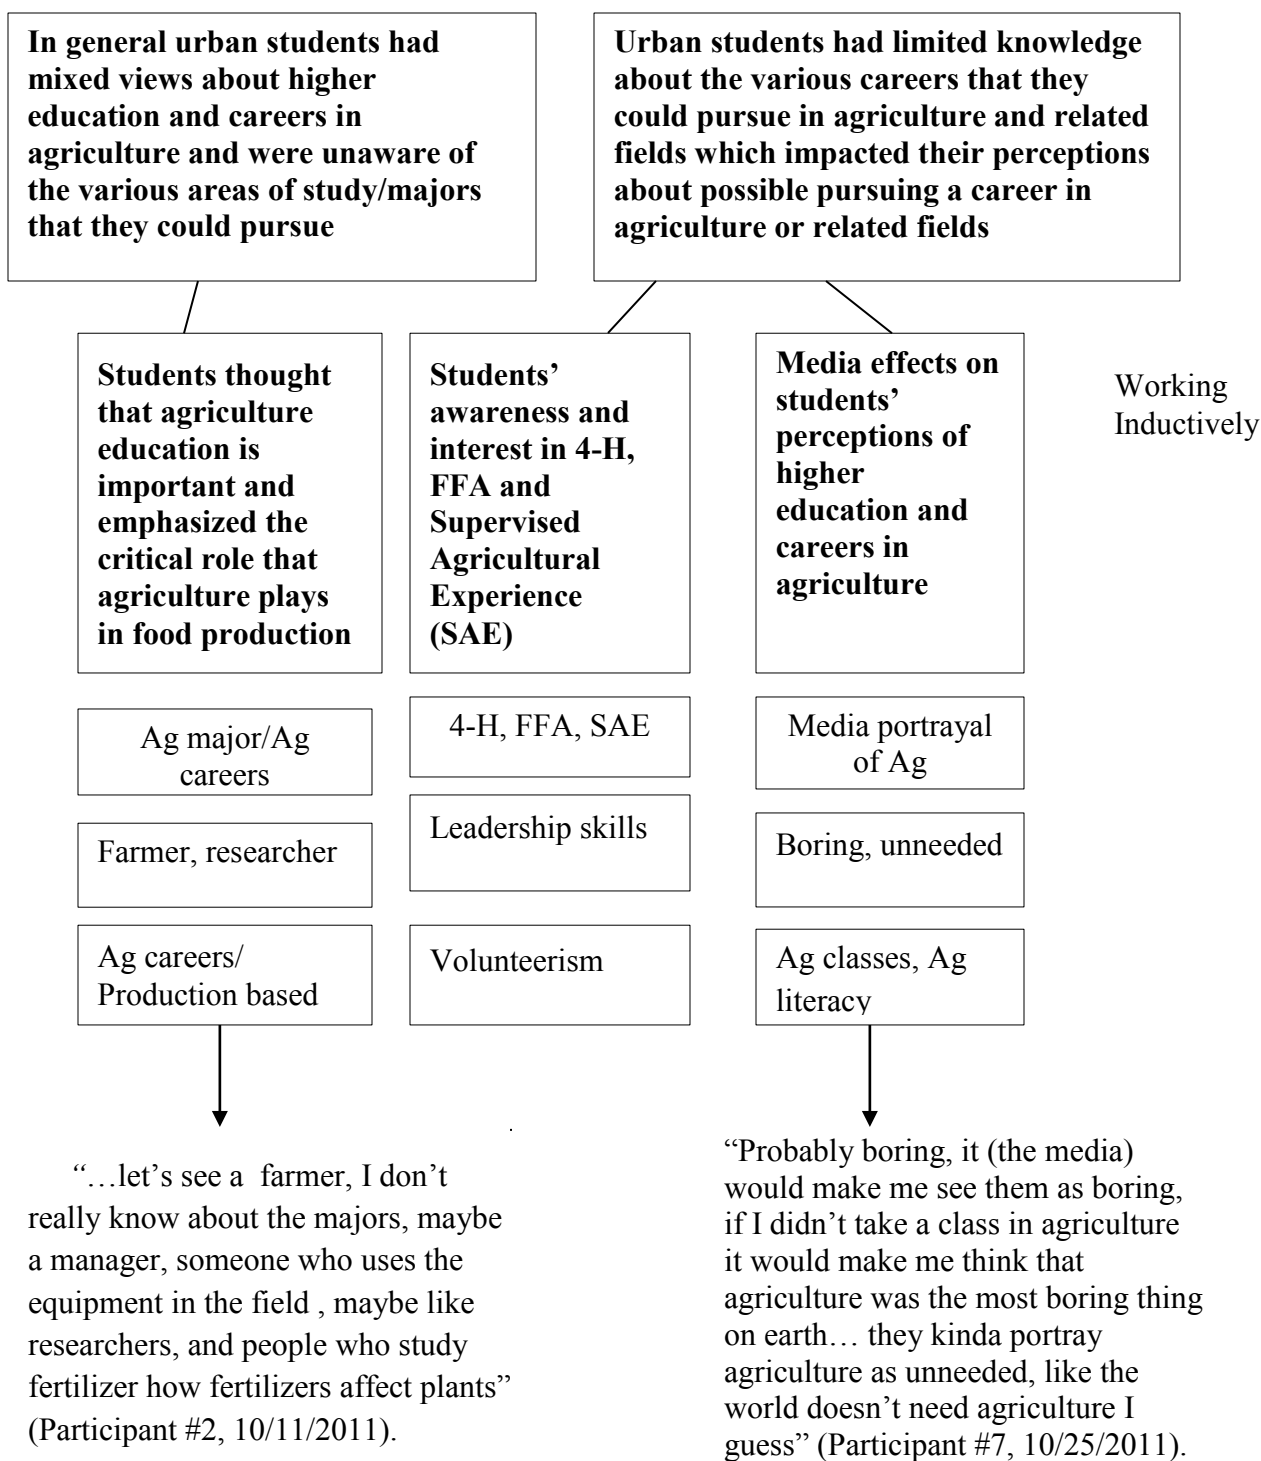 In general urban students had
mixed views about higher
education and careers in
agriculture and were unaware of
the various areas of study/majors
that they could pursue
Urban students had limited knowledge
about the various careers that they
could pursue in agriculture and related
fields which impacted their perceptions
about possible pursuing a career in
agriculture or related fields
Students thought
that agriculture
education is
important and
emphasized the
critical role that
agriculture plays
in food production
Students’
awareness and
interest in 4-H,
FFA and
Supervised
Agricultural
Experience
(SAE)
Media effects on
students’
perceptions of
higher
education and
careers in
agriculture
Working
Inductively
Ag major/Ag
careers
4-H, FFA, SAE
Media portrayal
of Ag
Farmer, researcher
Leadership skills
Boring, unneeded
Ag careers/
Production based
Volunteerism
Ag classes, Ag
literacy
“…let’s see a  farmer, I don’t
really know about the majors, maybe
a manager, someone who uses the
equipment in the field , maybe like
researchers, and people who study
fertilizer how fertilizers affect plants”
(Participant #2, 10/11/2011).
.
“Probably boring, it (the media)
would make me see them as boring,
if I didn’t take a class in agriculture
it would make me think that
agriculture was the most boring thing
on earth… they kinda portray
agriculture as unneeded, like the
world doesn’t need agriculture I
guess” (Participant #7, 10/25/2011).